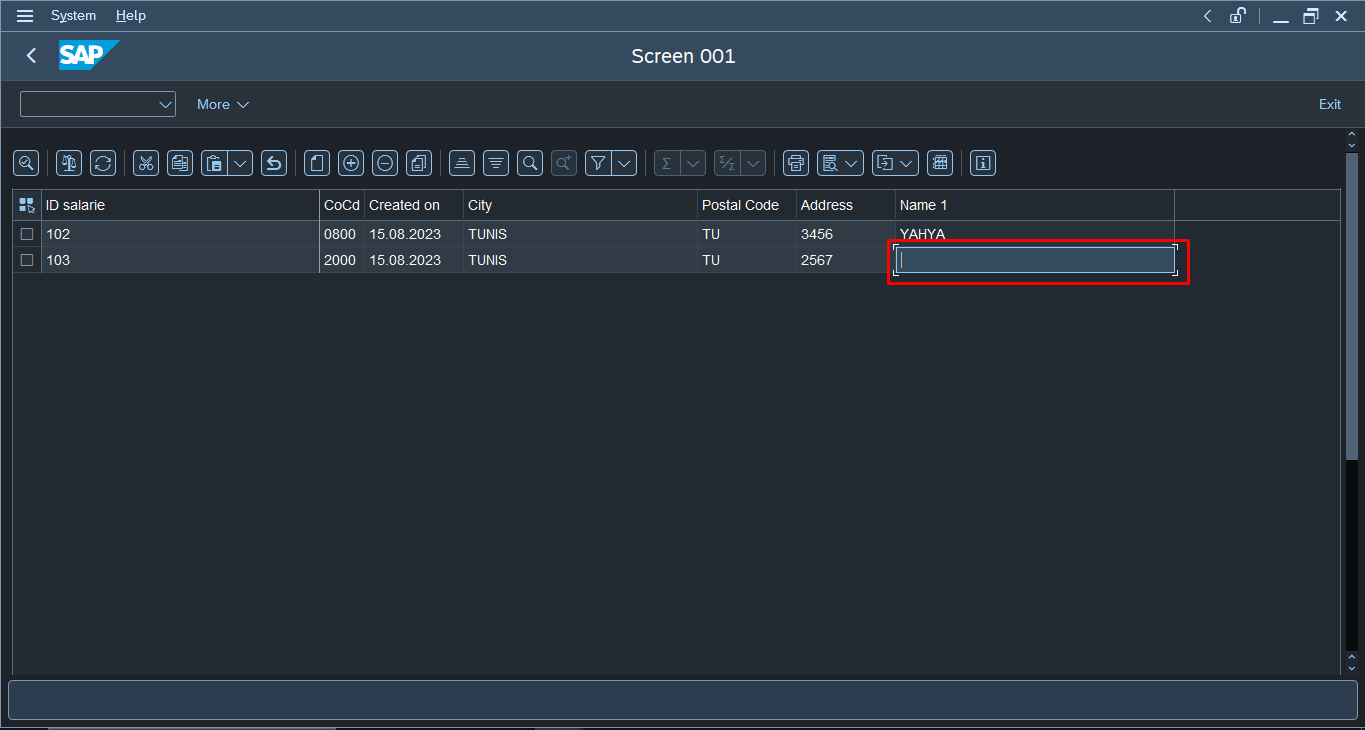 System Help
SAP Screen 001
More Exit
ID salarie CoCd Created on City Postal Code Address Name 1
102 0800 15.08.2023 TUNIS TU 3456 YAHYA
103 2000 15.08.2023 TUNIS TU 2567